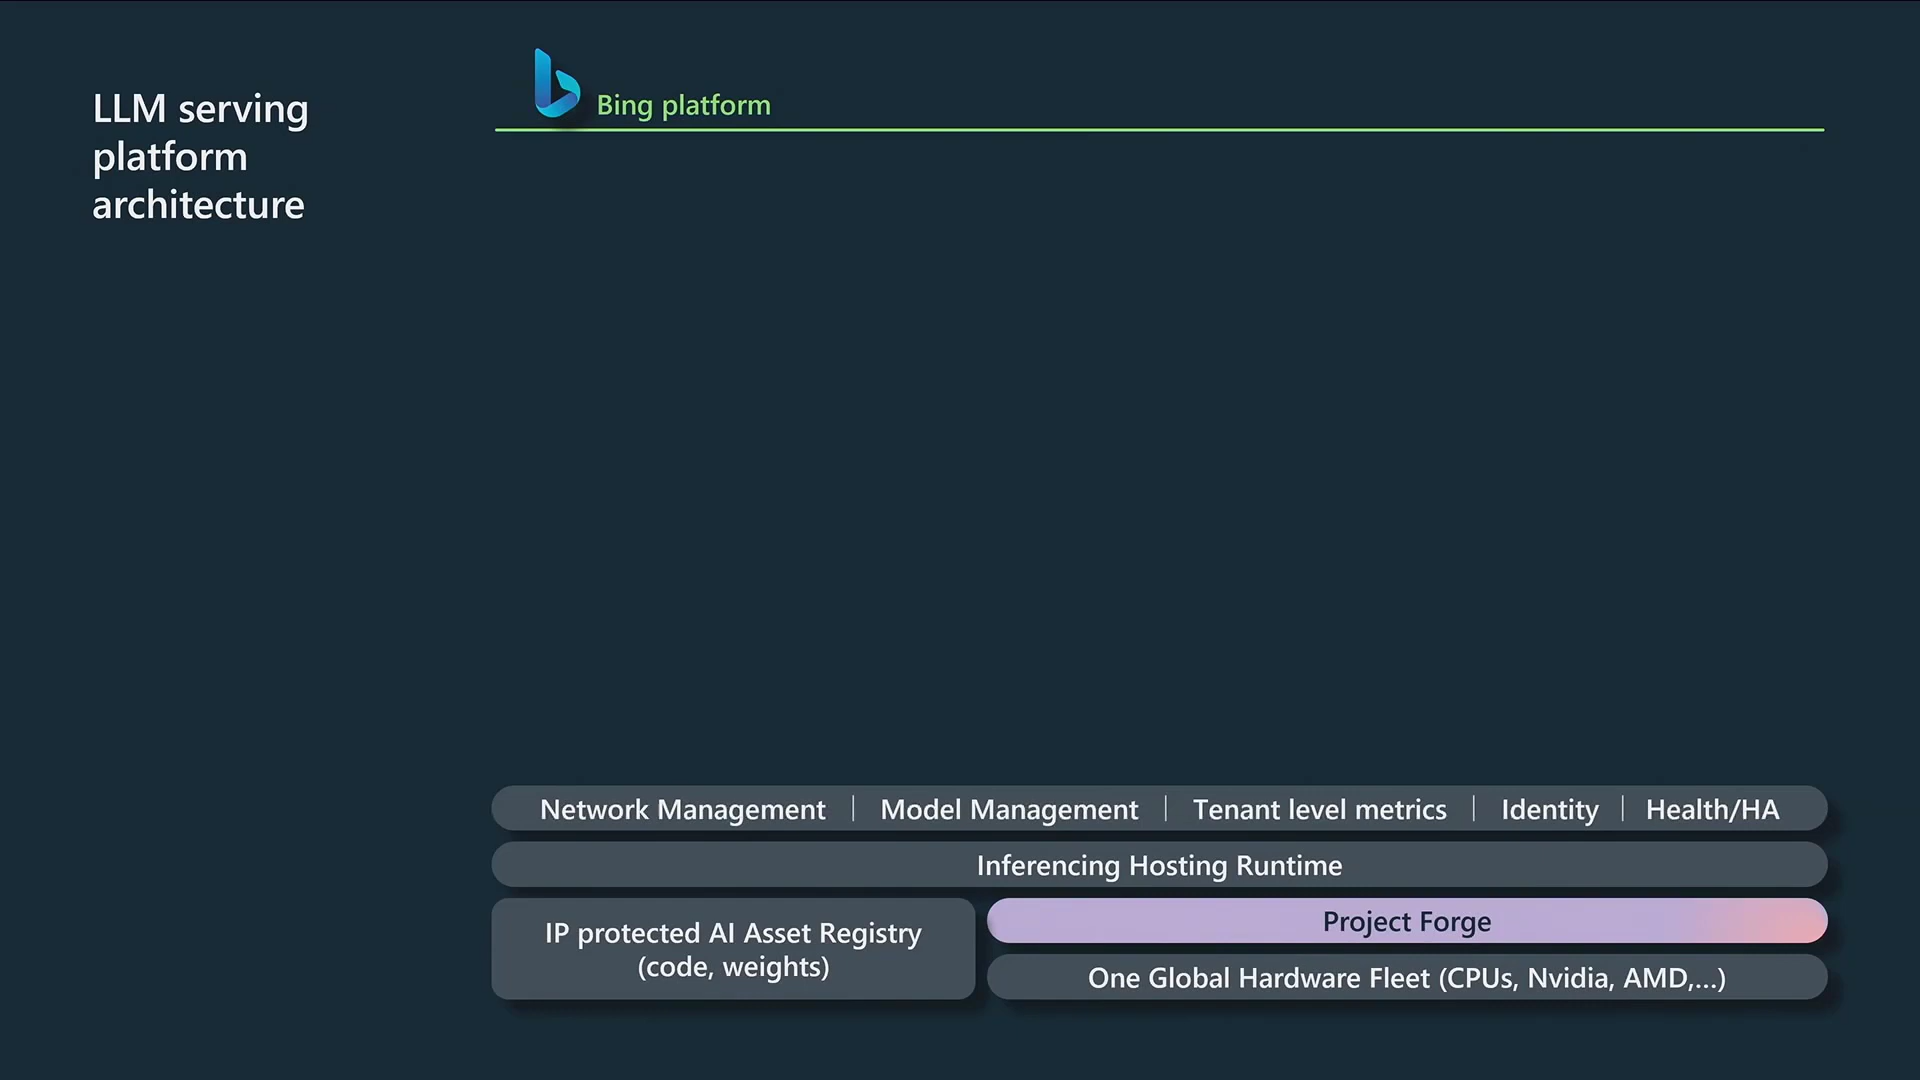 LLM serving
platform
architecture
Bing platform
Network Management | Model Management | Tenant level metrics | Identity | Health/HA
Inferencing Hosting Runtime
IP protected AI Asset Registry
(code, weights)
Project Forge
One Global Hardware Fleet (CPUs, Nvidia, AMD,...)